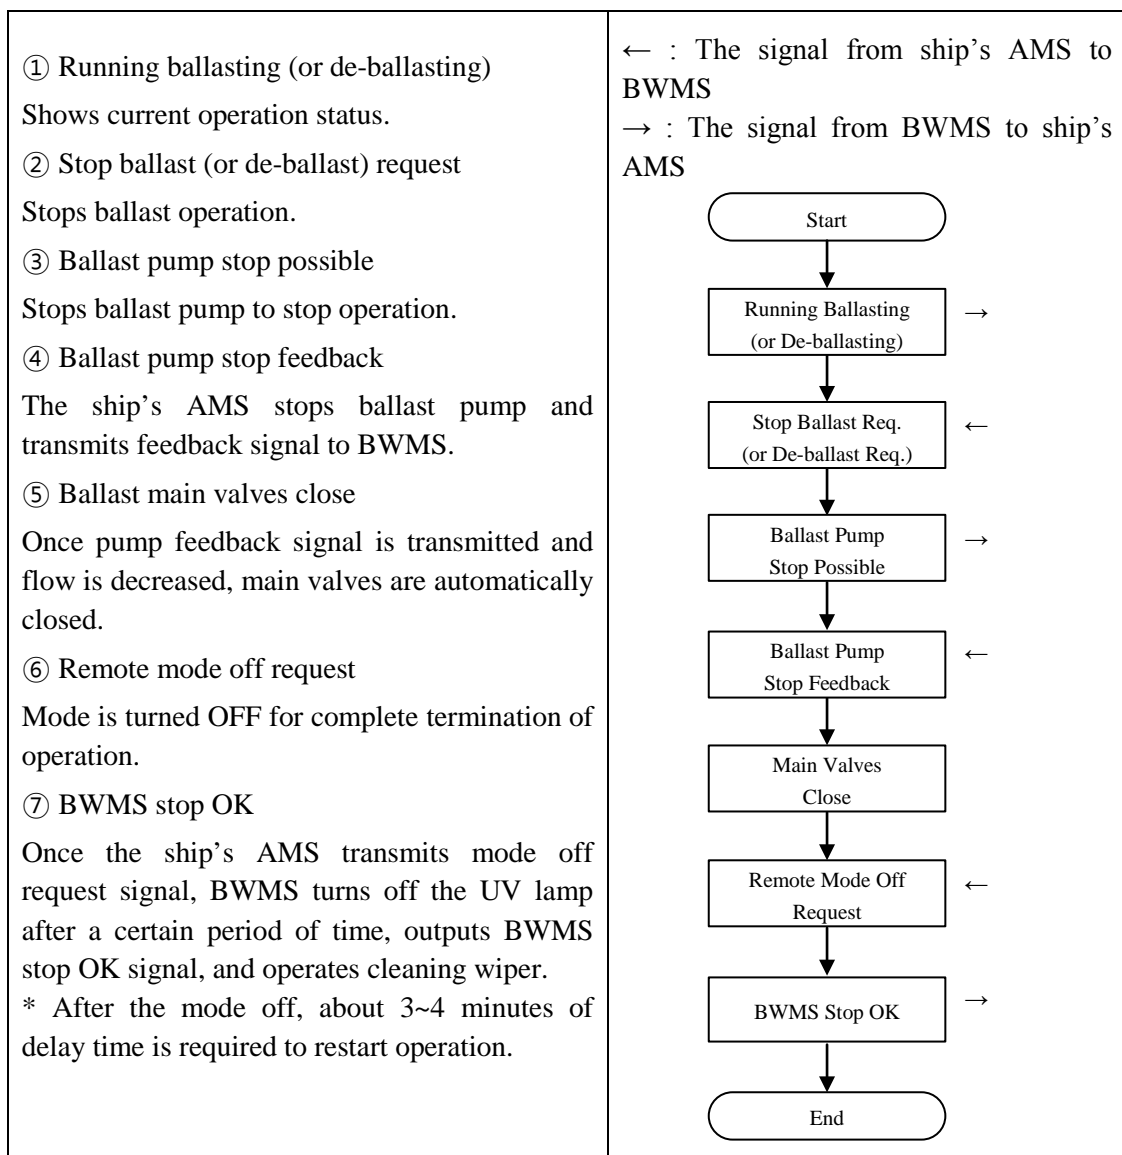 ① Running ballasting (or de-ballasting)
Shows current operation status.
② Stop ballast (or de-ballast) request
Stops ballast operation.
③ Ballast pump stop possible
Stops ballast pump to stop operation.
④ Ballast pump stop feedback
The ship’s AMS stops ballast pump and
transmits feedback signal to BWMS.
⑤ Ballast main valves close
Once pump feedback signal is transmitted and
flow is decreased, main valves are automatically
closed.
⑥ Remote mode off request
Mode is turned OFF for complete termination of
operation.
⑦ BWMS stop OK
Once the ship’s AMS transmits mode off
request signal, BWMS turns off the UV lamp
after a certain period of time, outputs BWMS
stop OK signal, and operates cleaning wiper.
* After the mode off, about 3~4 minutes of
delay time is required to restart operation.
← : The signal from ship’s AMS to
BWMS
→ : The signal from BWMS to ship’s
AMS
Start
Running Ballasting →
(or De-ballasting)
Stop Ballast Req. ←
(or De-ballast Req.)
Ballast Pump →
Stop Possible
Ballast Pump ←
Stop Feedback
Main Valves
Close
Remote Mode Off ←
Request
BWMS Stop OK →
End